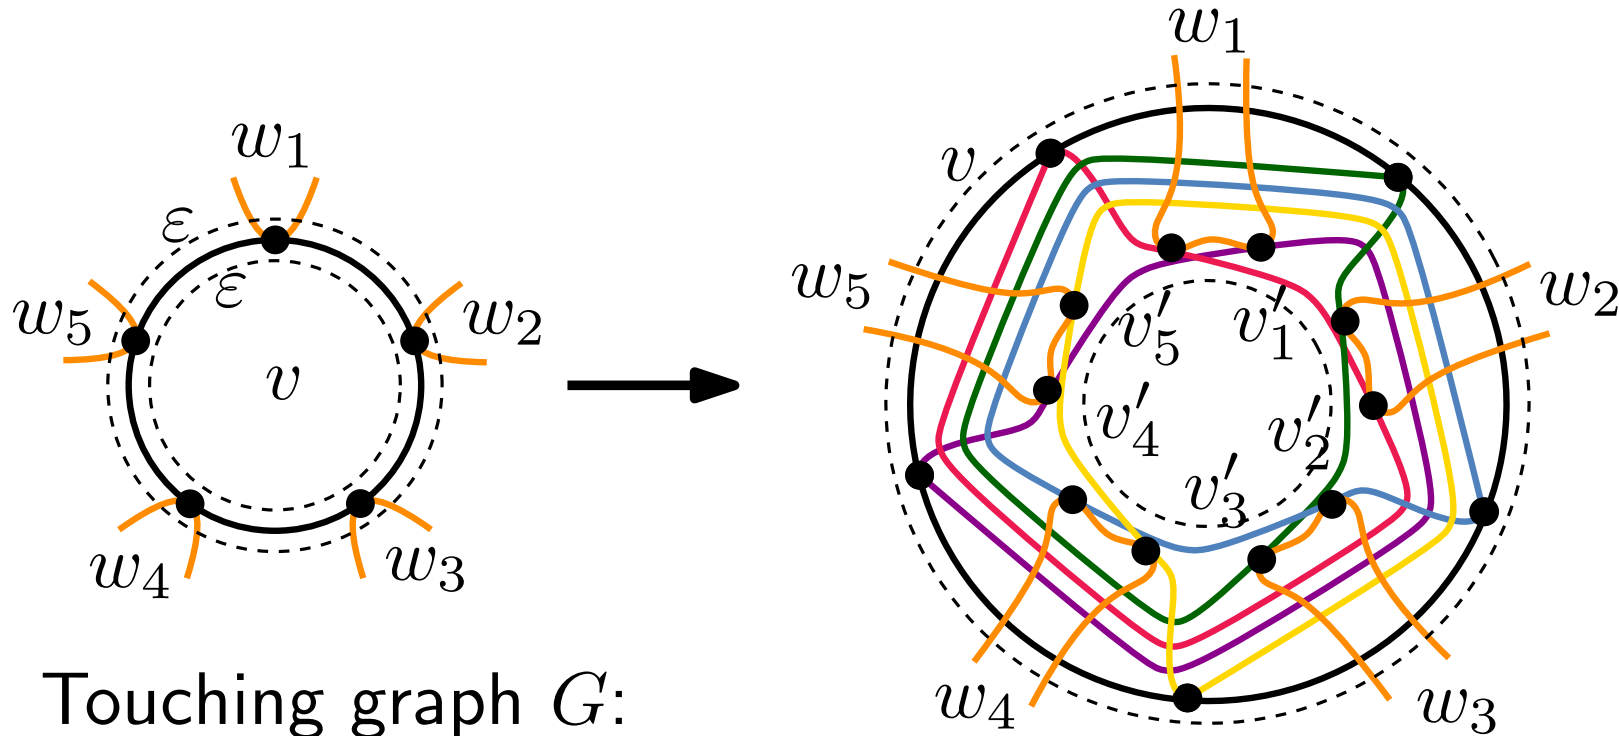 w1
ε
ε
w5
w2
v
w4
w3
Touching graph G:
w1
v
w5
w2
v′5
v′1
v′4
v′2
v′3
w4
w3